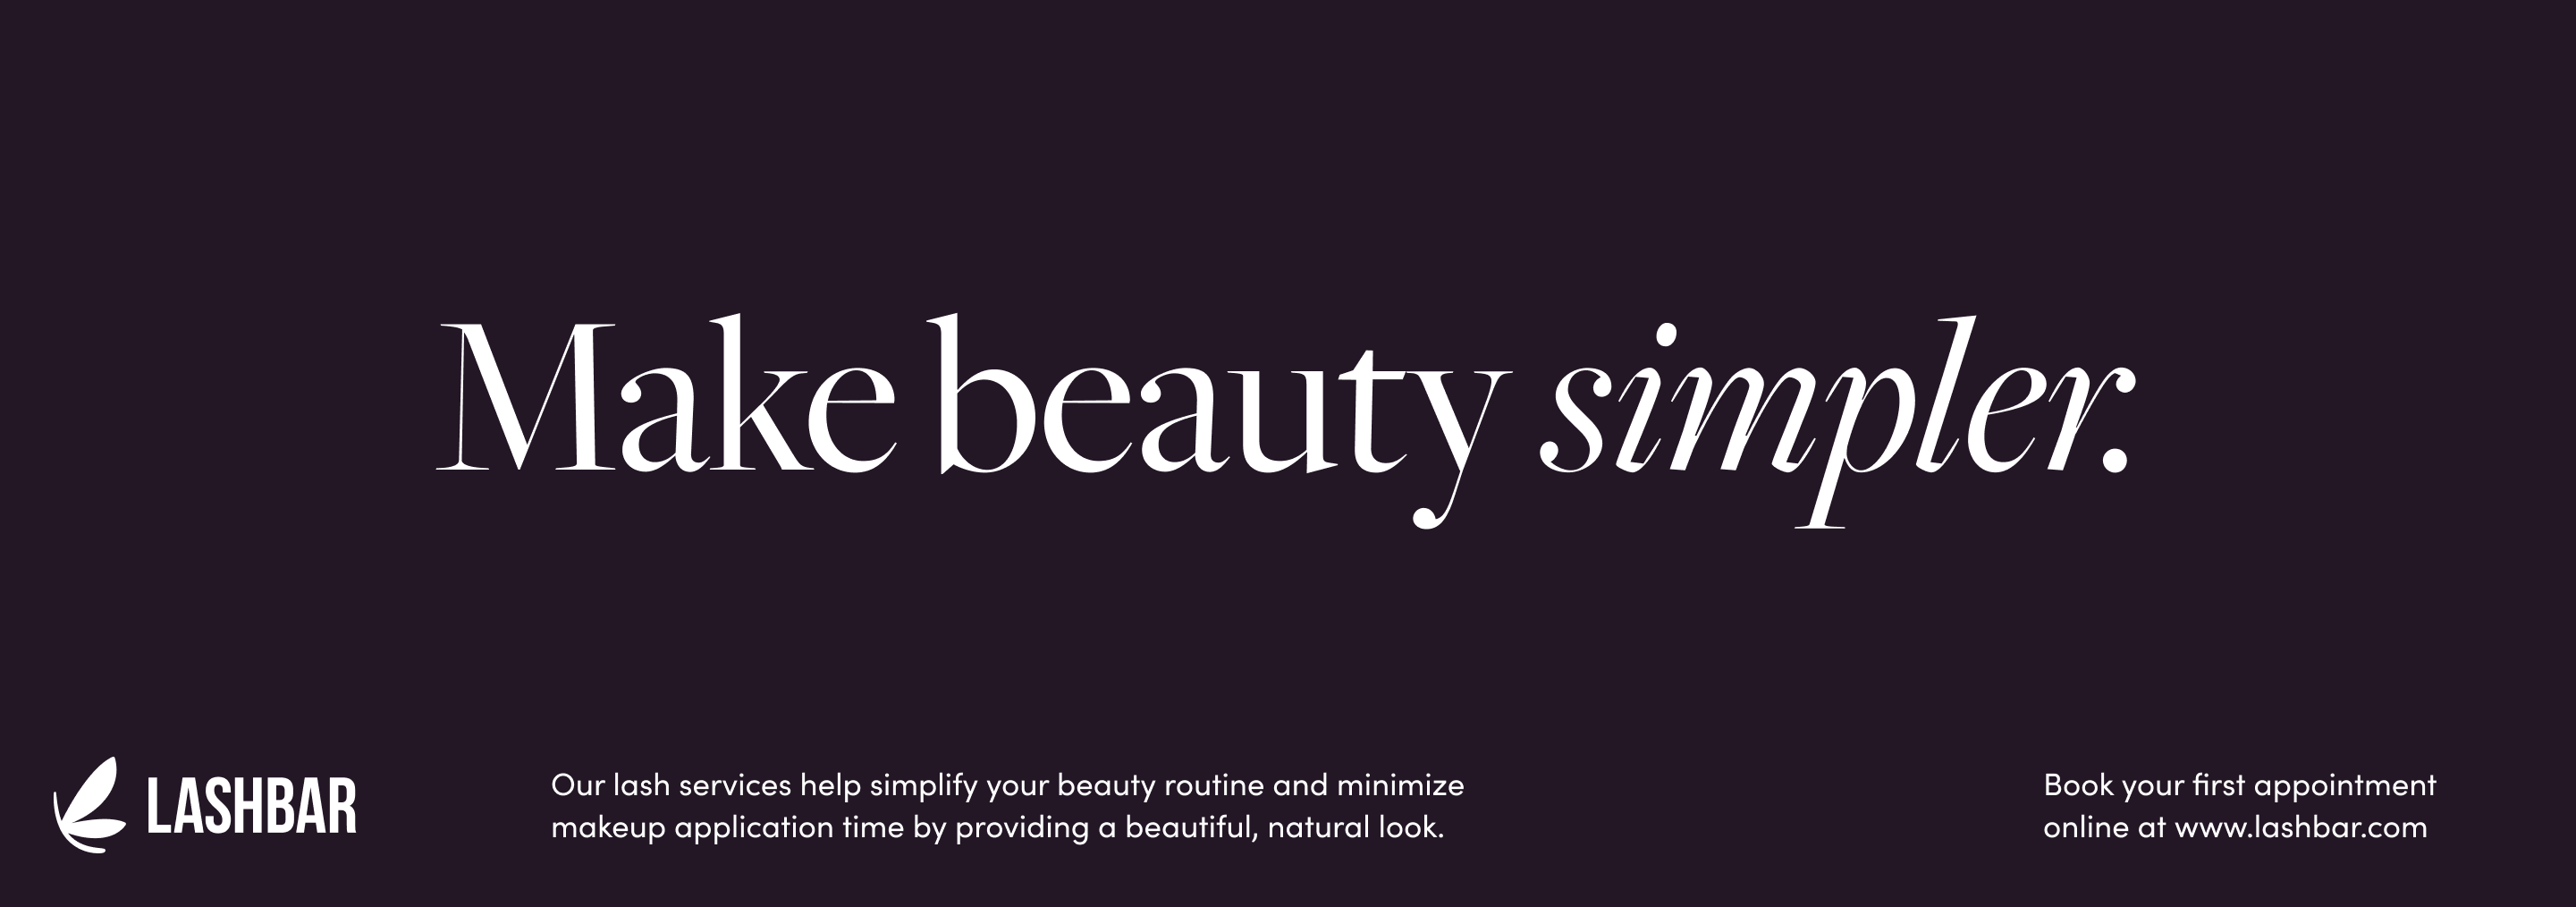 Make beauty simpler.
LASHBAR
Our lash services help simplify your beauty routine and minimize
makeup application time by providing a beautiful, natural look.
Book your first appointment
online at www.lashbar.com